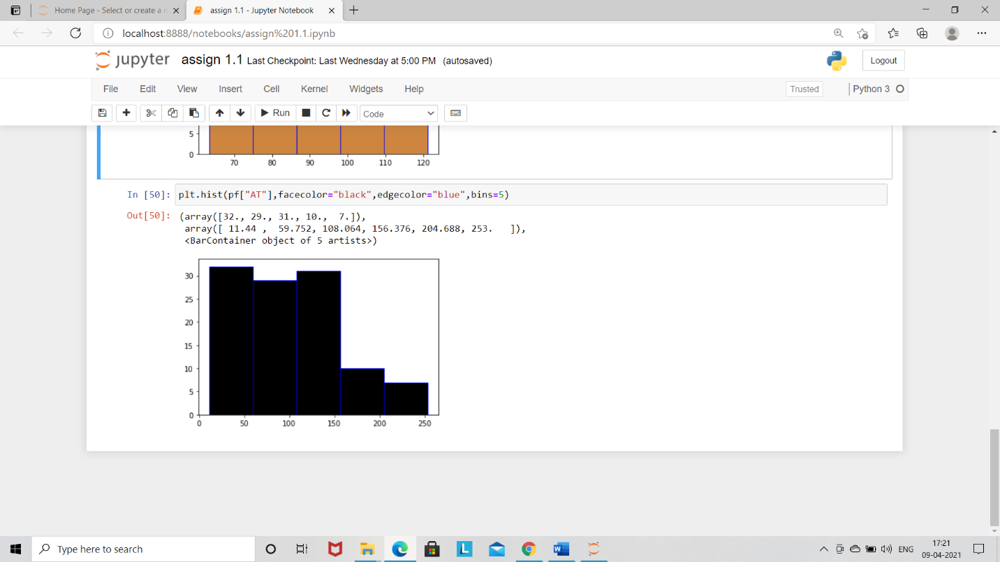 Home Page - Select or create a n
assign 1.1 - Jupyter Notebook
localhost:8888/notebooks/assign%201.1.ipynb
jupyter assign 1.1 Last Checkpoint: Last Wednesday at 5:00 PM (autosaved)
Logout
File Edit View Insert Cell Kernel Widgets Help
Trusted
Python 3
Run
Code
5
0
70 80 90 100 110 120
In [50]: plt.hist(pf["AT"],facecolor="black",edgecolor="blue",bins=5)
Out[50]: (array([32., 29., 31., 10.,  7.]),
array([ 11.44 ,  59.752, 108.064, 156.376, 204.688, 253.   ]),
<BarContainer object of 5 artists>)
30
25
20
15
10
5
0
0 50 100 150 200 250
Type here to search
L
W
ENG
17:21
09-04-2021